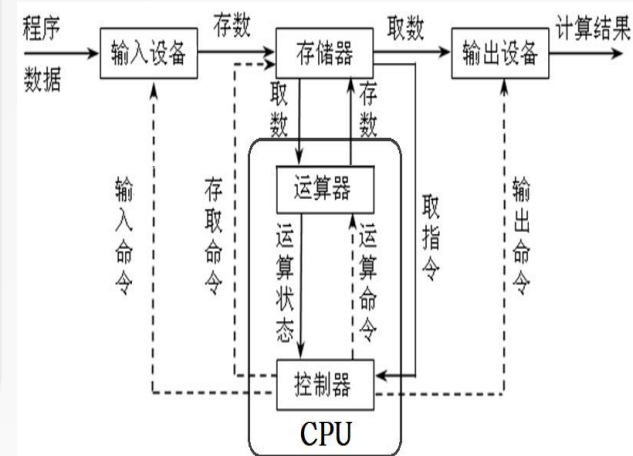 程序
数据
输入设备
存数
存储器
取数
输出设备
计算结果
取数
存数
运算器
输入命令
存取命令
运算状态
运算命令
取指令
输出命令
控制器
CPU